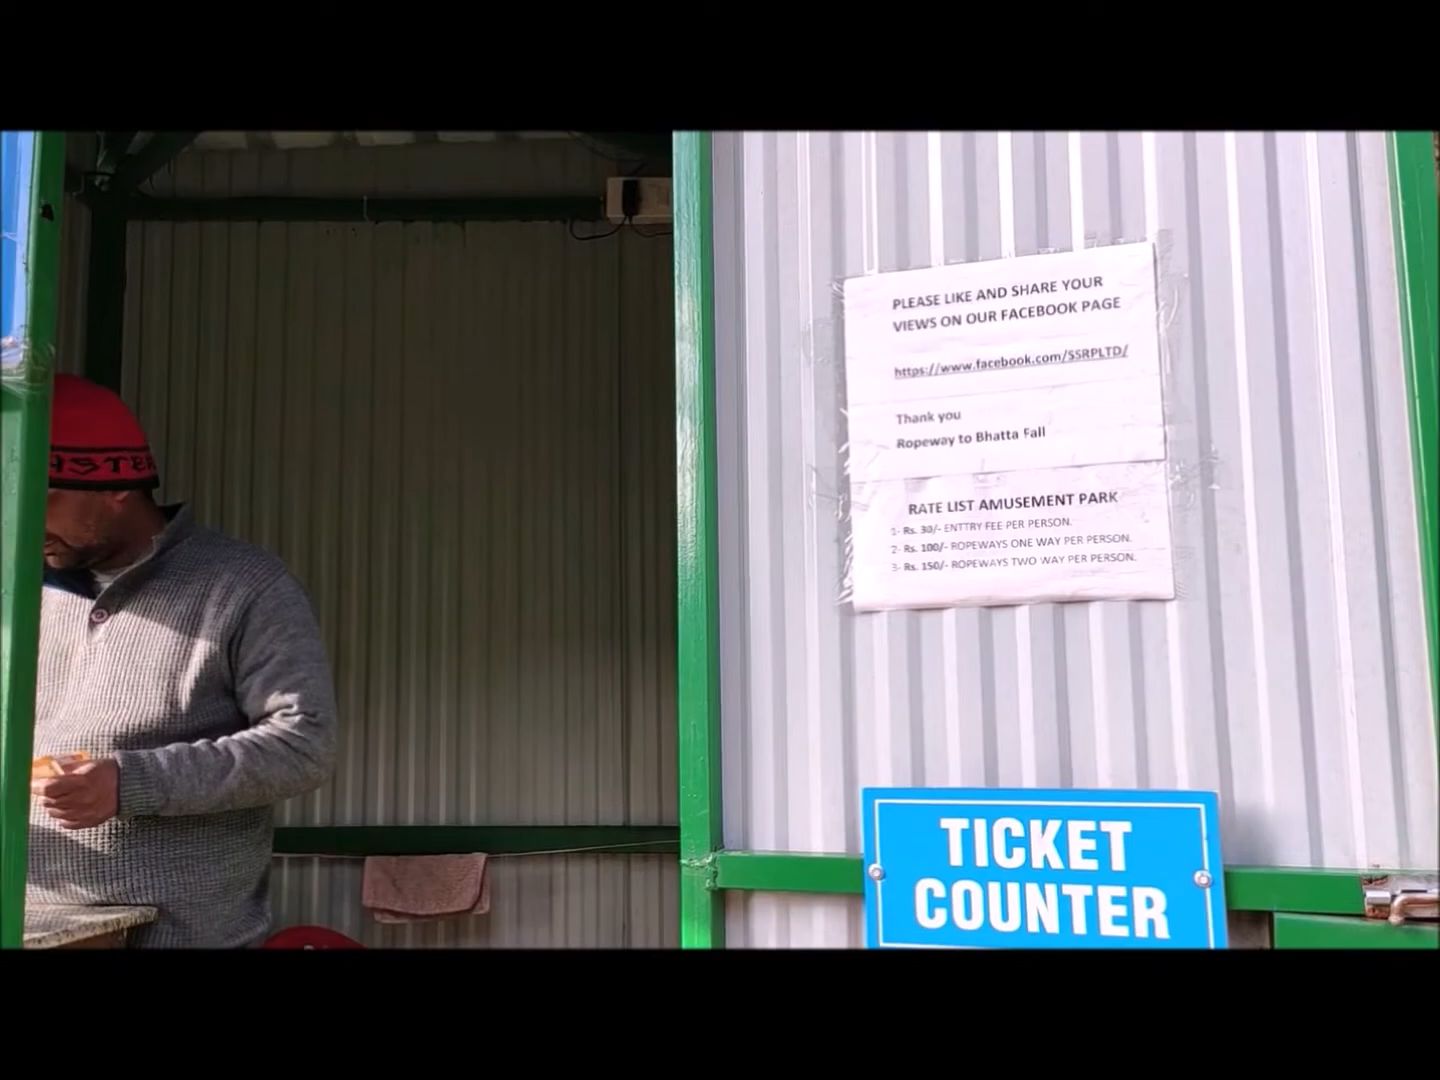 PLEASE LIKE AND SHARE YOUR
VIEWS ON OUR FACEBOOK PAGE
https://www.facebook.com/SSRPLTD/
Thank you
Ropeway to Bhatta Fall
RATE LIST AMUSEMENT PARK
1- Rs. 30/- ENTTRY FEE PER PERSON.
2- Rs. 100/- ROPEWAYS ONE WAY PER PERSON.
3- Rs. 150/- ROPEWAYS TWO WAY PER PERSON.
TICKET
COUNTER